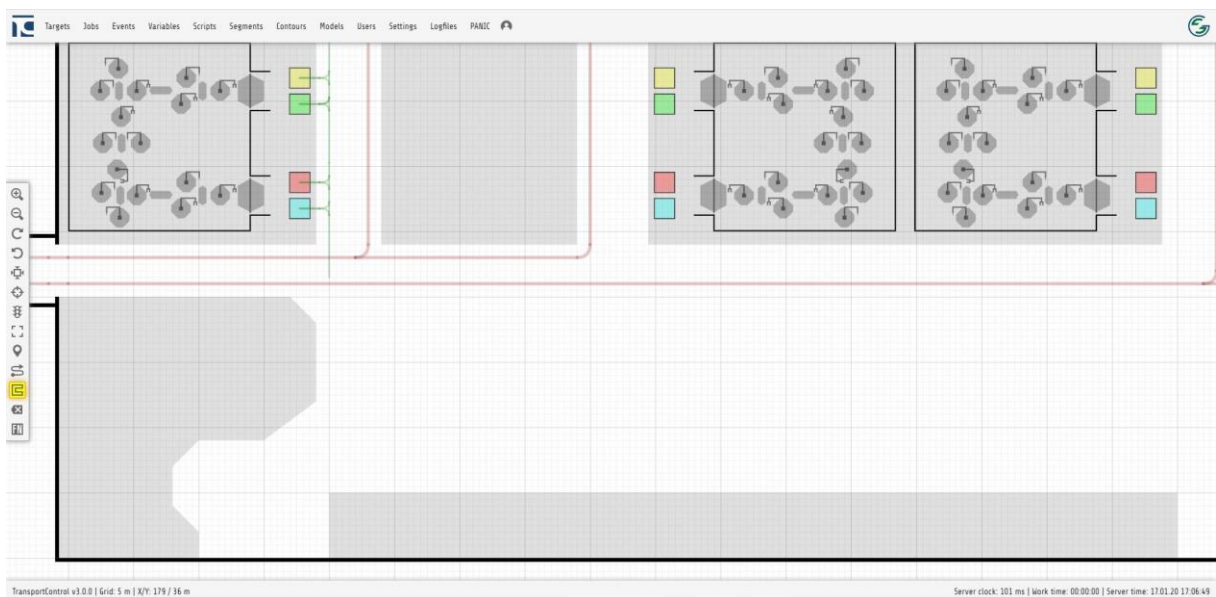 Targets Jobs Events Variables Scripts Segments Contours Models Users Settings Logfiles PANIC
TransportControl v3.0.0 | Grid: 5 m | X/Y: 179 / 36 m
Server clock: 101 ms | Work time: 00:00:00 | Server time: 17.01.20 17:06:49